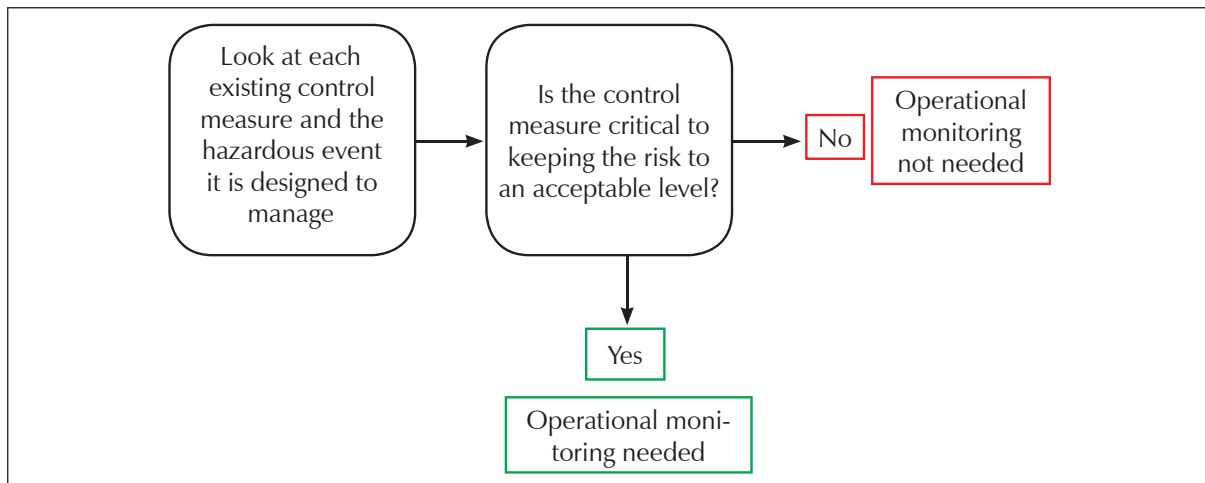 Look at each
existing control
measure and the
hazardous event
it is designed to
manage
Is the control
measure critical to
keeping the risk to
an acceptable level?
No
Operational
monitoring
not needed
Yes
Operational moni-
toring needed